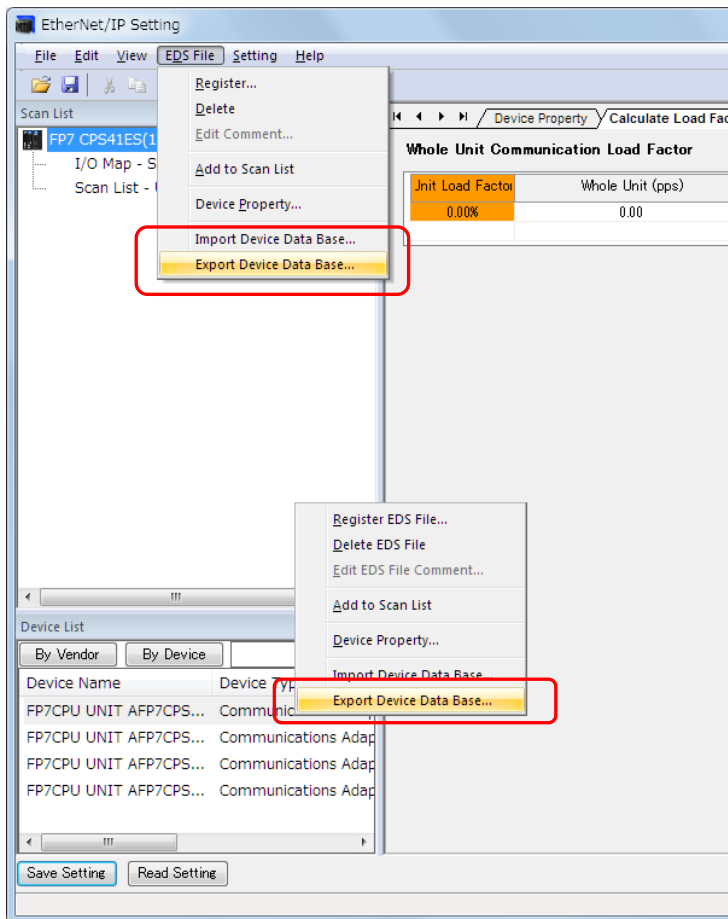 EtherNet/IP Setting
File Edit View EDS File Setting Help
Register...
Delete
Edit Comment...
Add to Scan List
Device Property...
Import Device Data Base...
Export Device Data Base...
Scan List
FP7 CPS41ES(1
I/O Map - S
Scan List -
Device Property
Calculate Load Fac
Whole Unit Communication Load Factor
Unit Load Factor Whole Unit (pps)
0.00% 0.00
Register EDS File...
Delete EDS File
Edit EDS File Comment...
Add to Scan List
Device Property...
Import Device Data Base...
Export Device Data Base...
Device List
By Vendor By Device
Device Name Device Typ
FP7CPU UNIT AFP7CPS... Communic
FP7CPU UNIT AFP7CPS... Communications Adap
FP7CPU UNIT AFP7CPS... Communications Adap
FP7CPU UNIT AFP7CPS... Communications Adap
Save Setting Read Setting